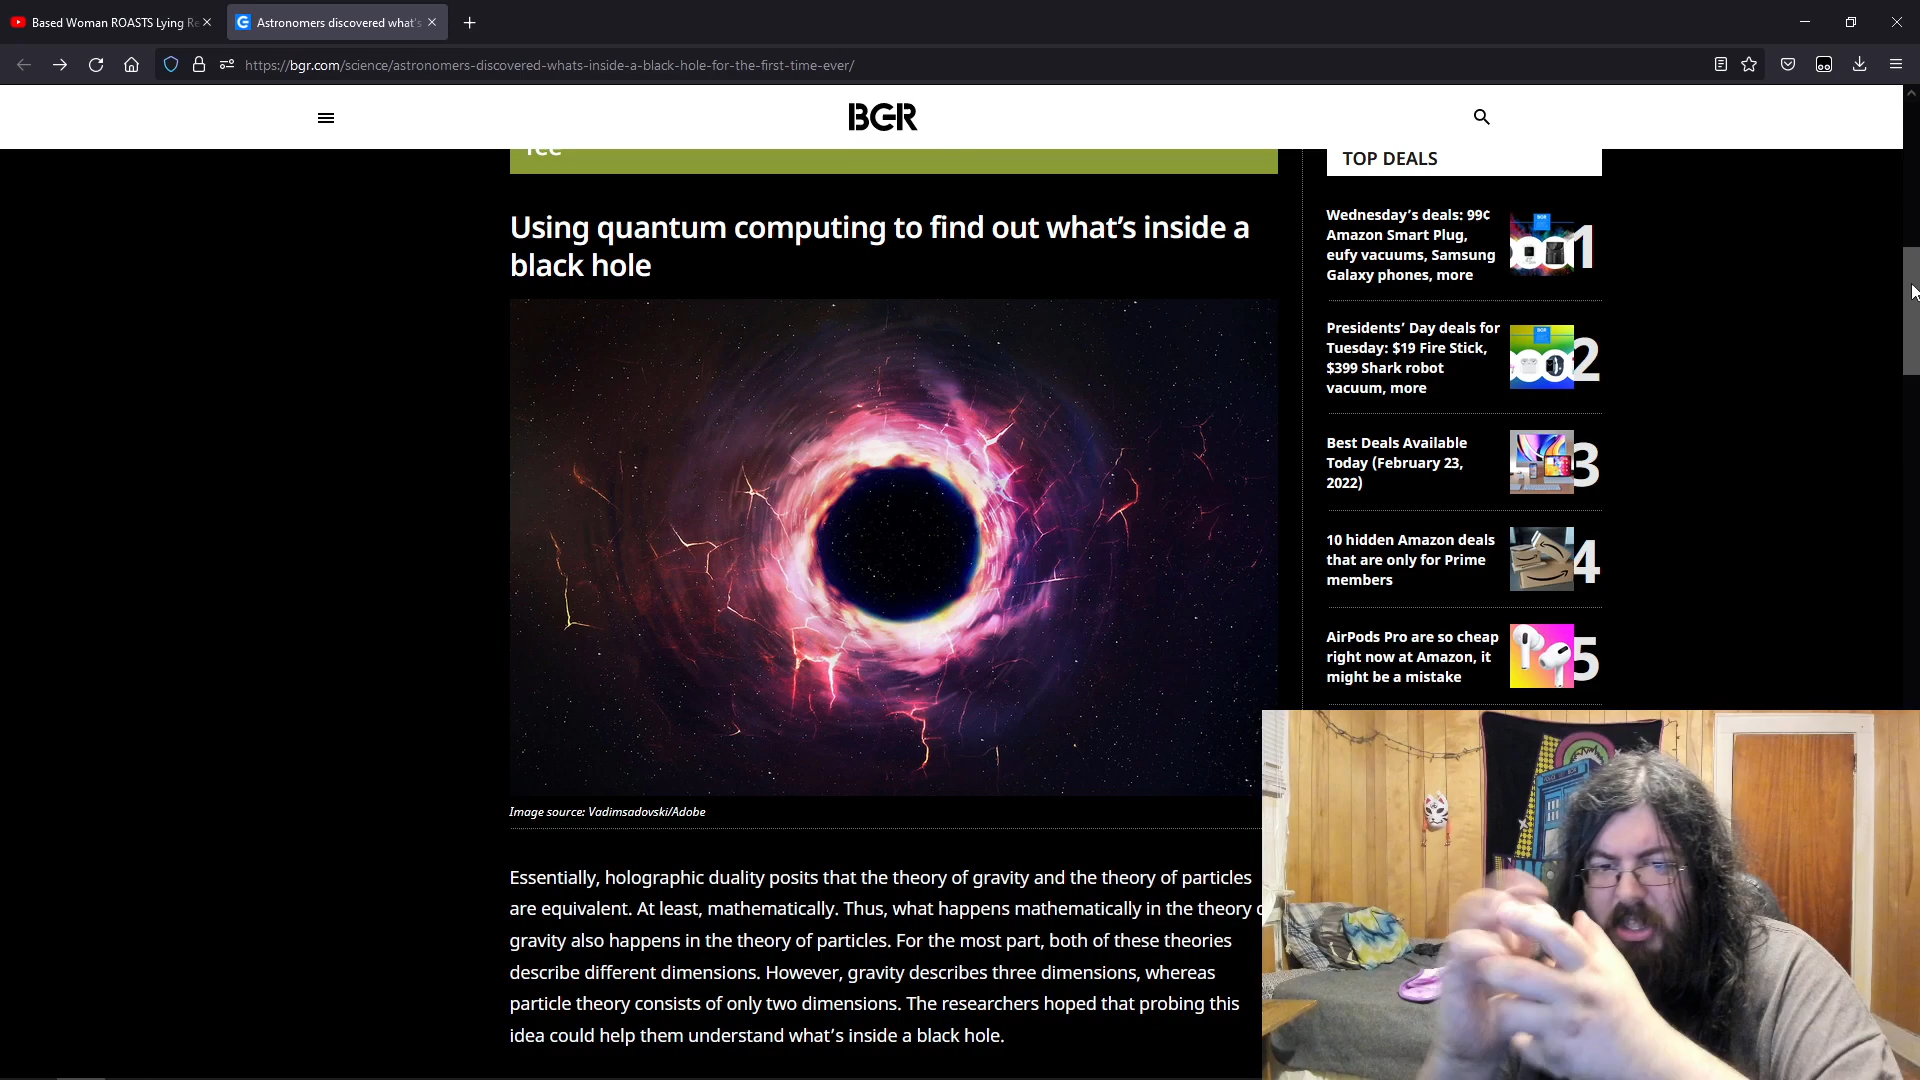 Based Woman ROASTS Lying Re
Astronomers discovered what's
https://bgr.com/science/astronomers-discovered-whats-inside-a-black-hole-for-the-first-time-ever/
BGR
TOP DEALS
Using quantum computing to find out what's inside a
black hole
Image source: Vadimsadovski/Adobe
Essentially, holographic duality posits that the theory of gravity and the theory of particles
are equivalent. At least, mathematically. Thus, what happens mathematically in the theory o
gravity also happens in the theory of particles. For the most part, both of these theories
describe different dimensions. However, gravity describes three dimensions, whereas
particle theory consists of only two dimensions. The researchers hoped that probing this
idea could help them understand what's inside a black hole.
Wednesday's deals: 99¢
Amazon Smart Plug,
eufy vacuums, Samsung
Galaxy phones, more
1
Presidents' Day deals for
Tuesday: $19 Fire Stick,
$399 Shark robot
vacuum, more
2
Best Deals Available
Today (February 23,
2022)
3
10 hidden Amazon deals
that are only for Prime
members
4
AirPods Pro are so cheap
right now at Amazon, it
might be a mistake
5